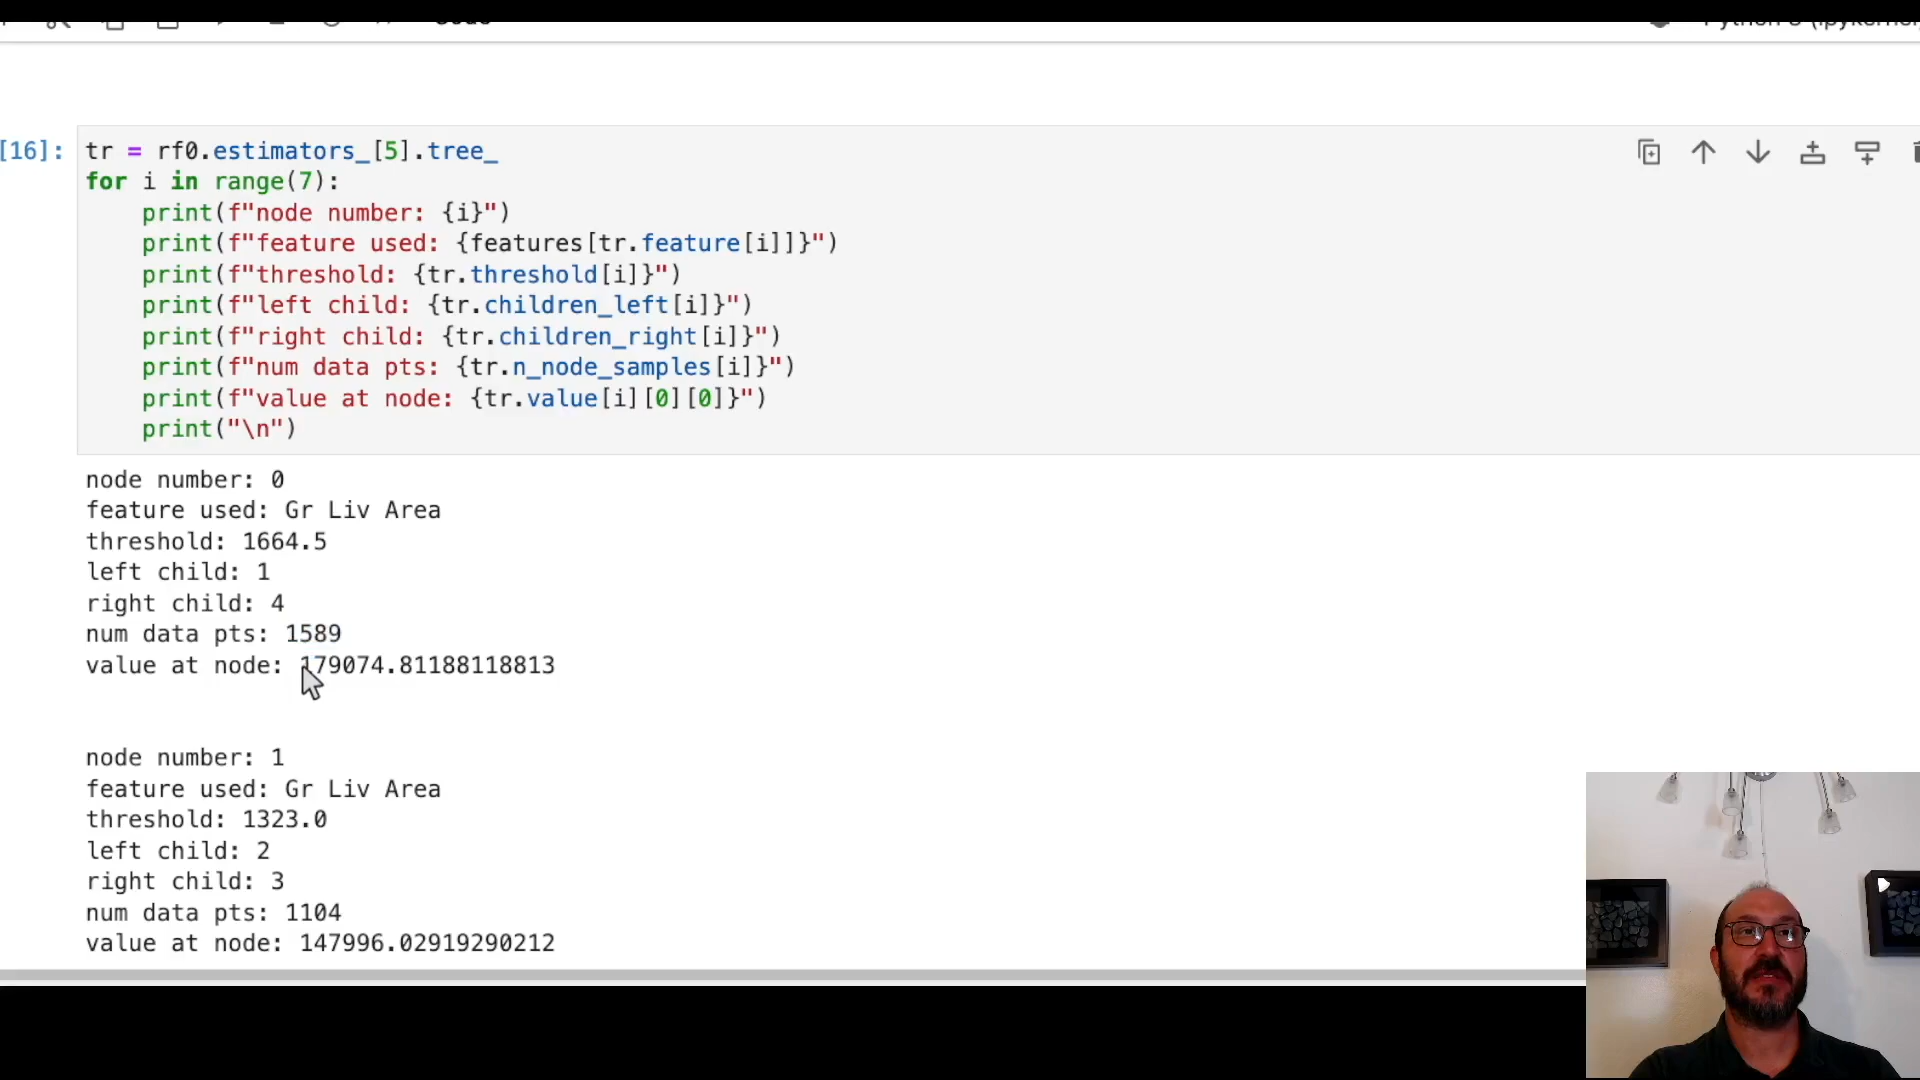 [16]:
tr = rf0.estimators_[5].tree_
for i in range(7):
    print(f"node number: {i}")
    print(f"feature used: {features[tr.feature[i]]}")
    print(f"threshold: {tr.threshold[i]}")
    print(f"left child: {tr.children_left[i]}")
    print(f"right child: {tr.children_right[i]}")
    print(f"num data pts: {tr.n_node_samples[i]}")
    print(f"value at node: {tr.value[i][0][0]}")
    print("\n")
node number: 0
feature used: Gr Liv Area
threshold: 1664.5
left child: 1
right child: 4
num data pts: 1589
value at node: 179074.81188118813
node number: 1
feature used: Gr Liv Area
threshold: 1323.0
left child: 2
right child: 3
num data pts: 1104
value at node: 147996.02919290212